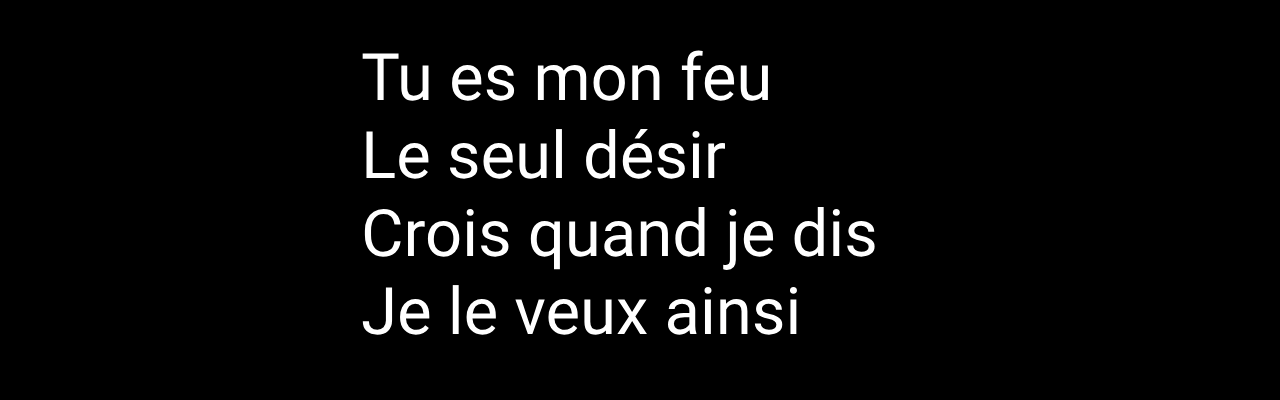 Tu es mon feu
Le seul désir
Crois quand je dis
Je le veux ainsi